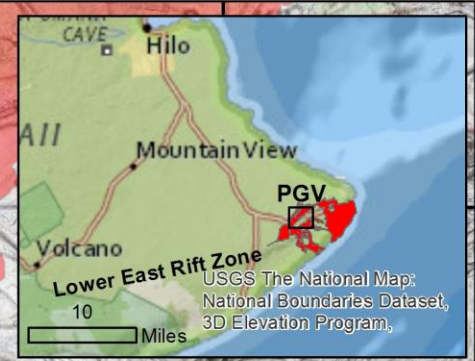 CAVE
Hilo
AII
Mountain View
PGV
Volcano
Lower East Rift Zone
USGS The National Map:
National Boundaries Dataset,
3D Elevation Program,
10
Miles